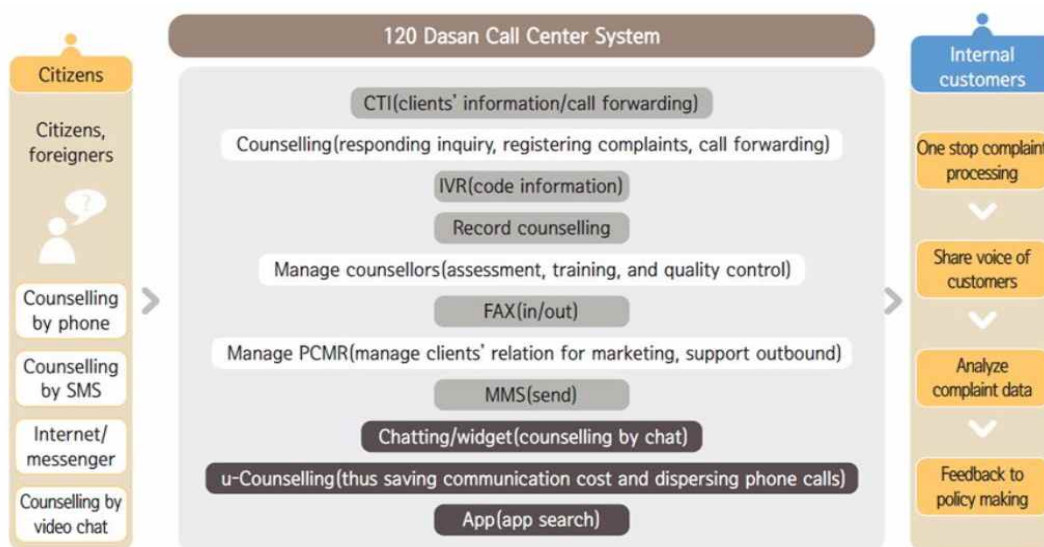 120 Dasan Call Center System
Citizens
Citizens,
foreigners
?
Counselling
by phone
Counselling
by SMS
Internet/
messenger
Counselling by
video chat
CTI(clients' information/call forwarding)
Counselling(responding inquiry, registering complaints, call forwarding)
IVR(code information)
Record counselling
Manage counsellors(assessment, training, and quality control)
FAX(in/out)
Manage PCMR(manage clients' relation for marketing, support outbound)
MMS(send)
Chatting/widget(counselling by chat)
u-Counselling(thus saving communication cost and dispersing phone calls)
App(app search)
Internal
customers
One stop complaint
processing
Share voice of
customers
Analyze
complaint data
Feedback to
policy making